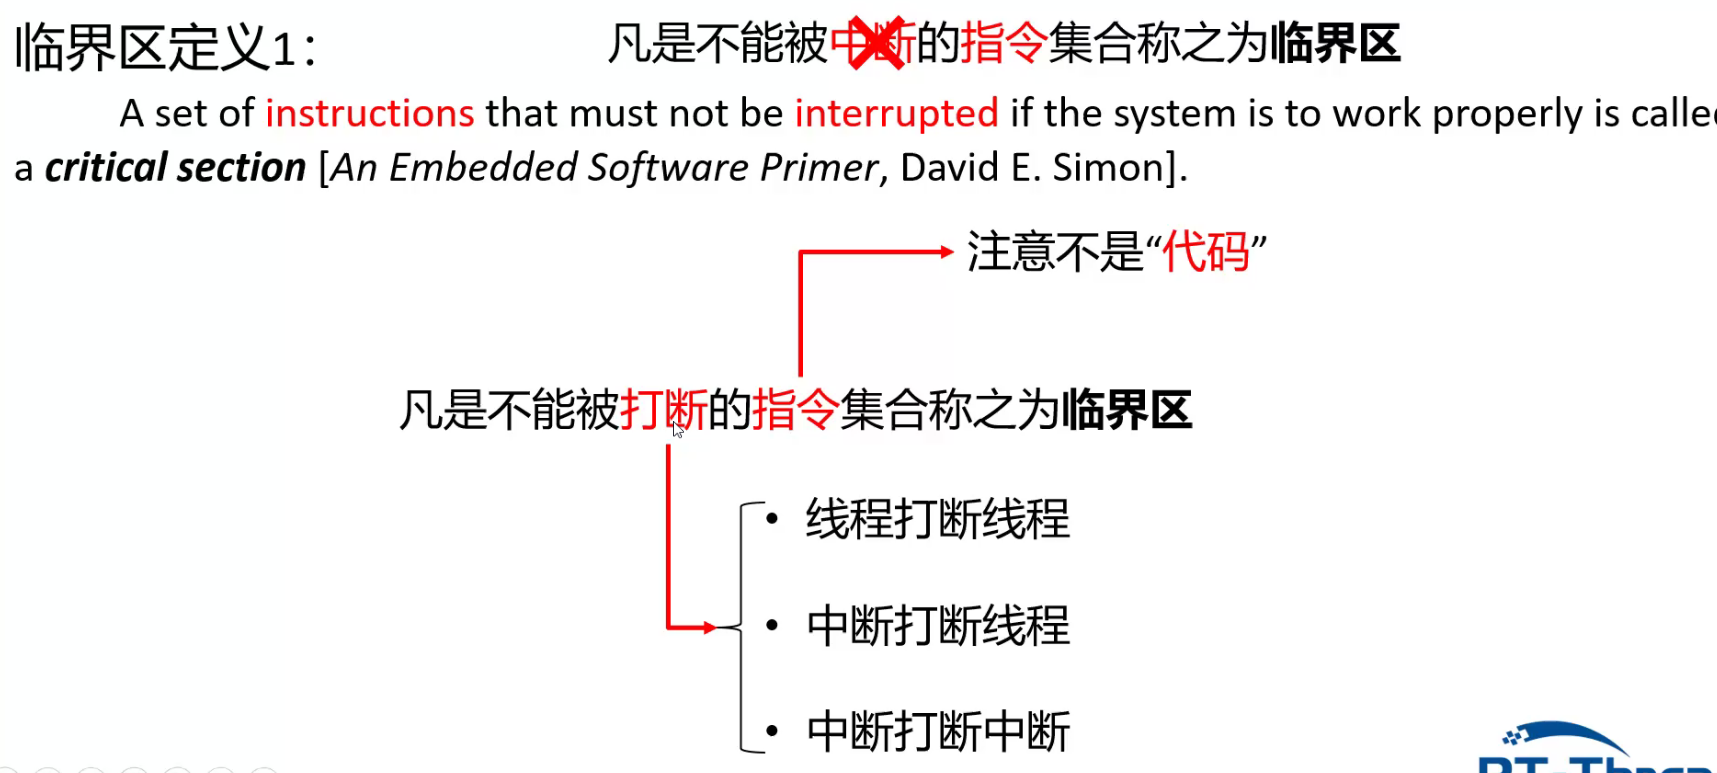 临界区定义1：
凡是不能被中断的指令集合称之为临界区
A set of instructions that must not be interrupted if the system is to work properly is calle
a critical section [An Embedded Software Primer, David E. Simon].
注意不是“代码”
凡是不能被打断的指令集合称之为临界区
• 线程打断线程
• 中断打断线程
• 中断打断中断